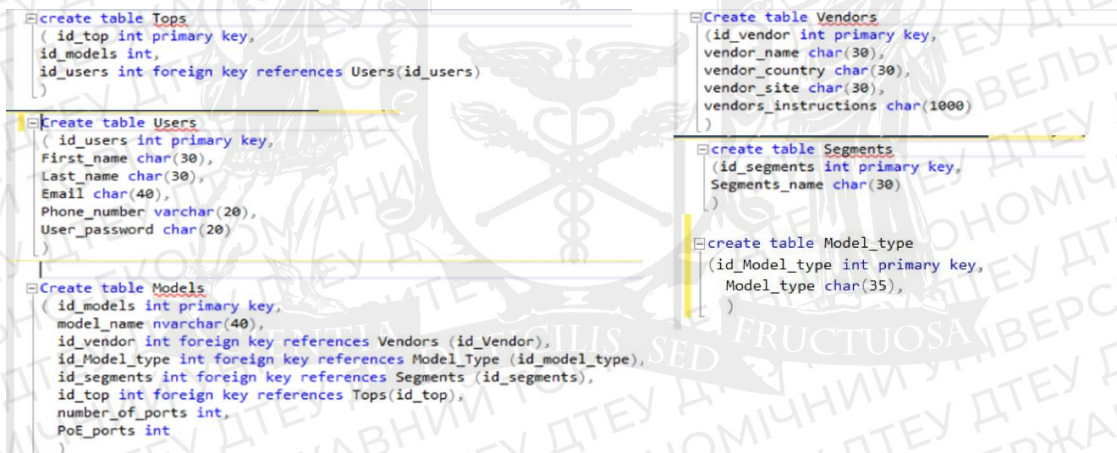 create table Tops
( id_top int primary key,
id_models int,
id_users int foreign key references Users(id_users)
)
Create table Users
( id_users int primary key,
First_name char(30),
Last_name char(30),
Email char(40),
Phone_number varchar(20),
User_password char(20)
)
Create table Models
( id_models int primary key,
model_name nvarchar(40),
id_vendor int foreign key references Vendors (id_Vendor),
id_Model_type int foreign key references Model_Type (id_model_type),
id_segments int foreign key references Segments (id_segments),
id_top int foreign key references Tops(id_top),
number_of_ports int,
PoE_ports int
)
Create table Vendors
(id_vendor int primary key,
vendor_name char(30),
vendor_country char(30),
vendor_site char(30),
vendors_instructions char(1000)
)
create table Segments
(id_segments int primary key,
Segments_name char(30)
)
create table Model_type
(id_Model_type int primary key,
Model_type char(35),
)
SED
FRUCTUOSA